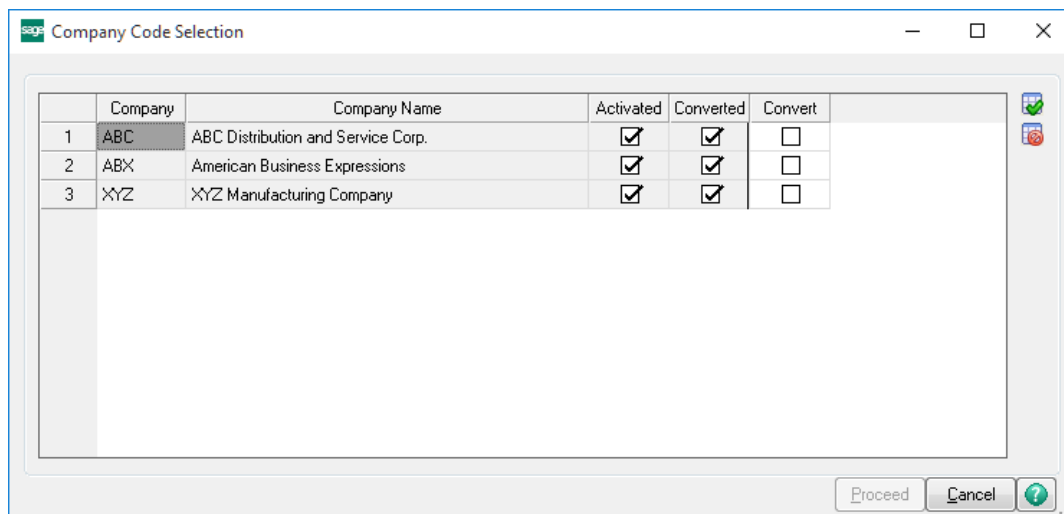 sage Company Code Selection
Company Company Name Activated Converted Convert
1 ABC ABC Distribution and Service Corp.
2 ABX American Business Expressions
3 XYZ XYZ Manufacturing Company
Proceed Cancel ?